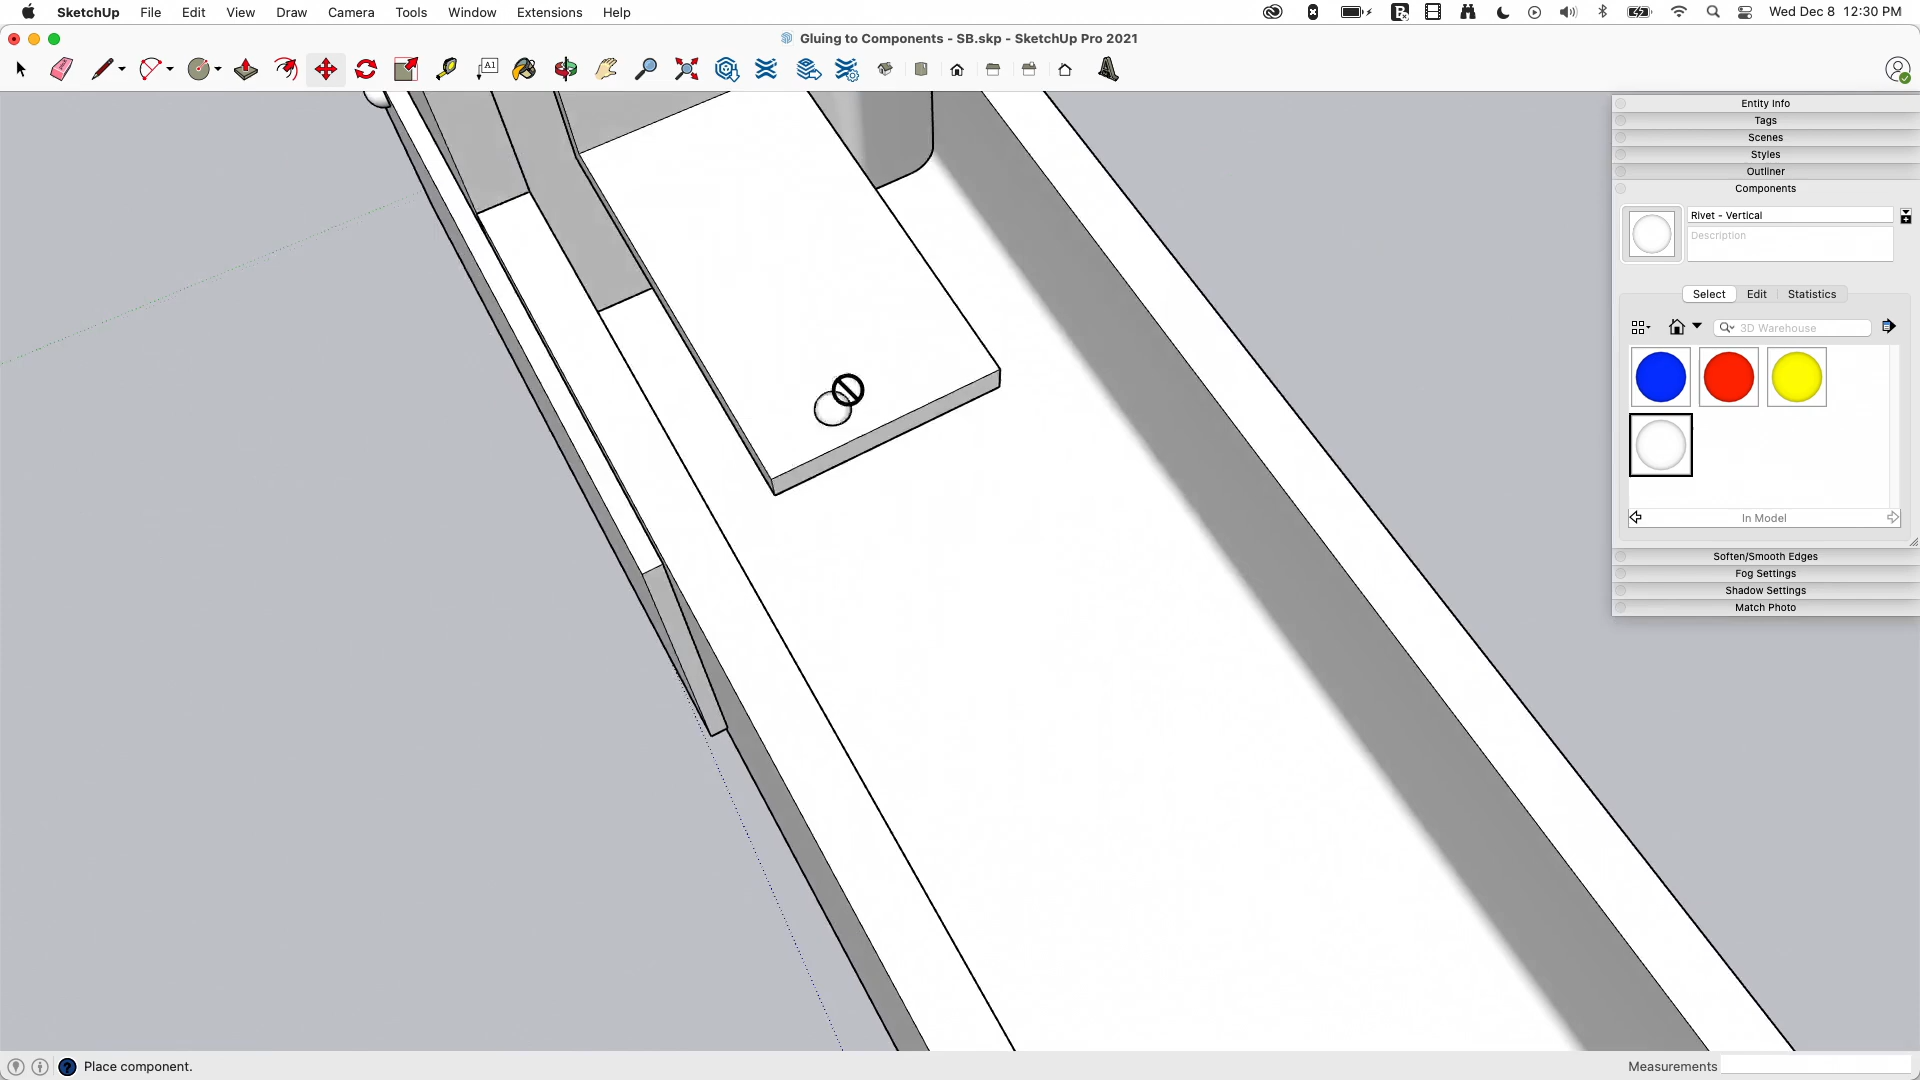 SketchUp File Edit View Draw Camera Tools Window Extensions Help Wed Dec 8 12:30 PM
Gluing to Components - SB.skp - SketchUp Pro 2021
A1
Entity Info
Tags
Scenes
Styles
Outliner
Components
Rivet - Vertical
Description
Select Edit Statistics
3D Warehouse
In Model
Soften/Smooth Edges
Fog Settings
Shadow Settings
Match Photo
Place component.
Measurements